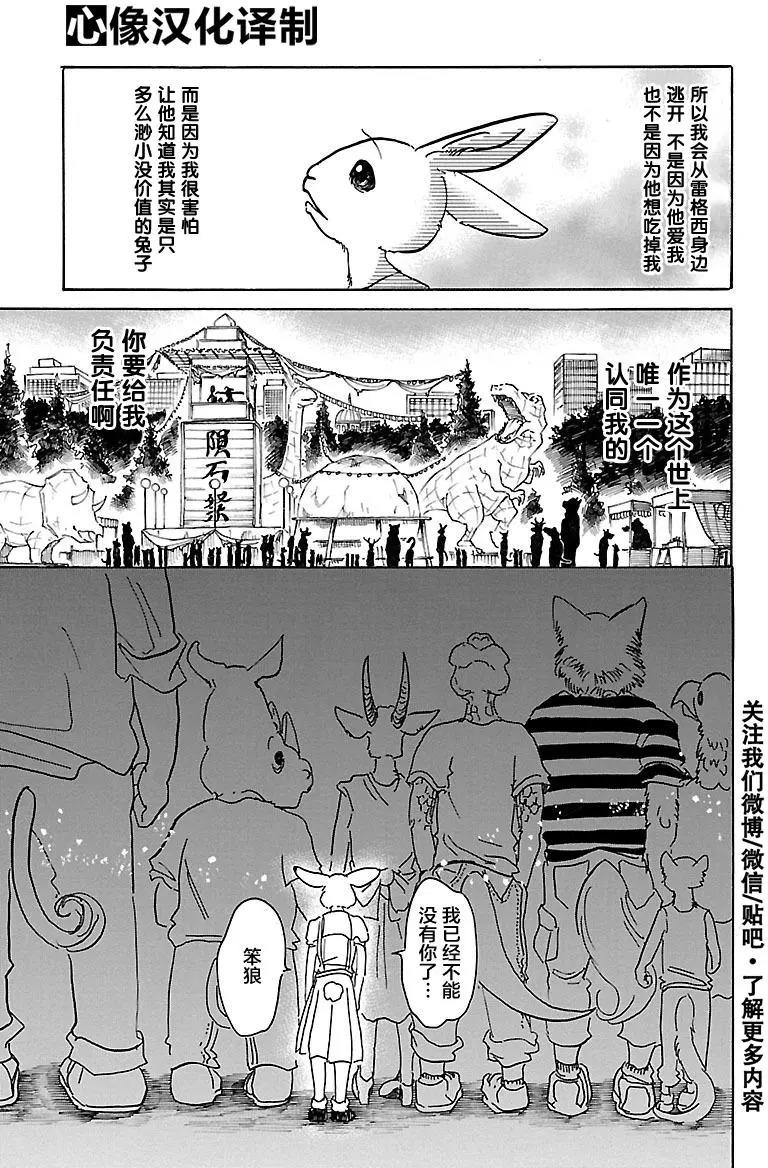 心像汉化译制
所以我会从雷格西身边
逃开 不是因为他爱我
也不是因为他想吃掉我
而是因为我很害怕
让他知道我其实是只
多么渺小没价值的兔子
作为这个世上
唯一一个
认同我的
你要给我
负责任啊
陨石祭
我已经不能
没有你了…
笨狼
关注我们微博/微信/贴吧·了解更多内容